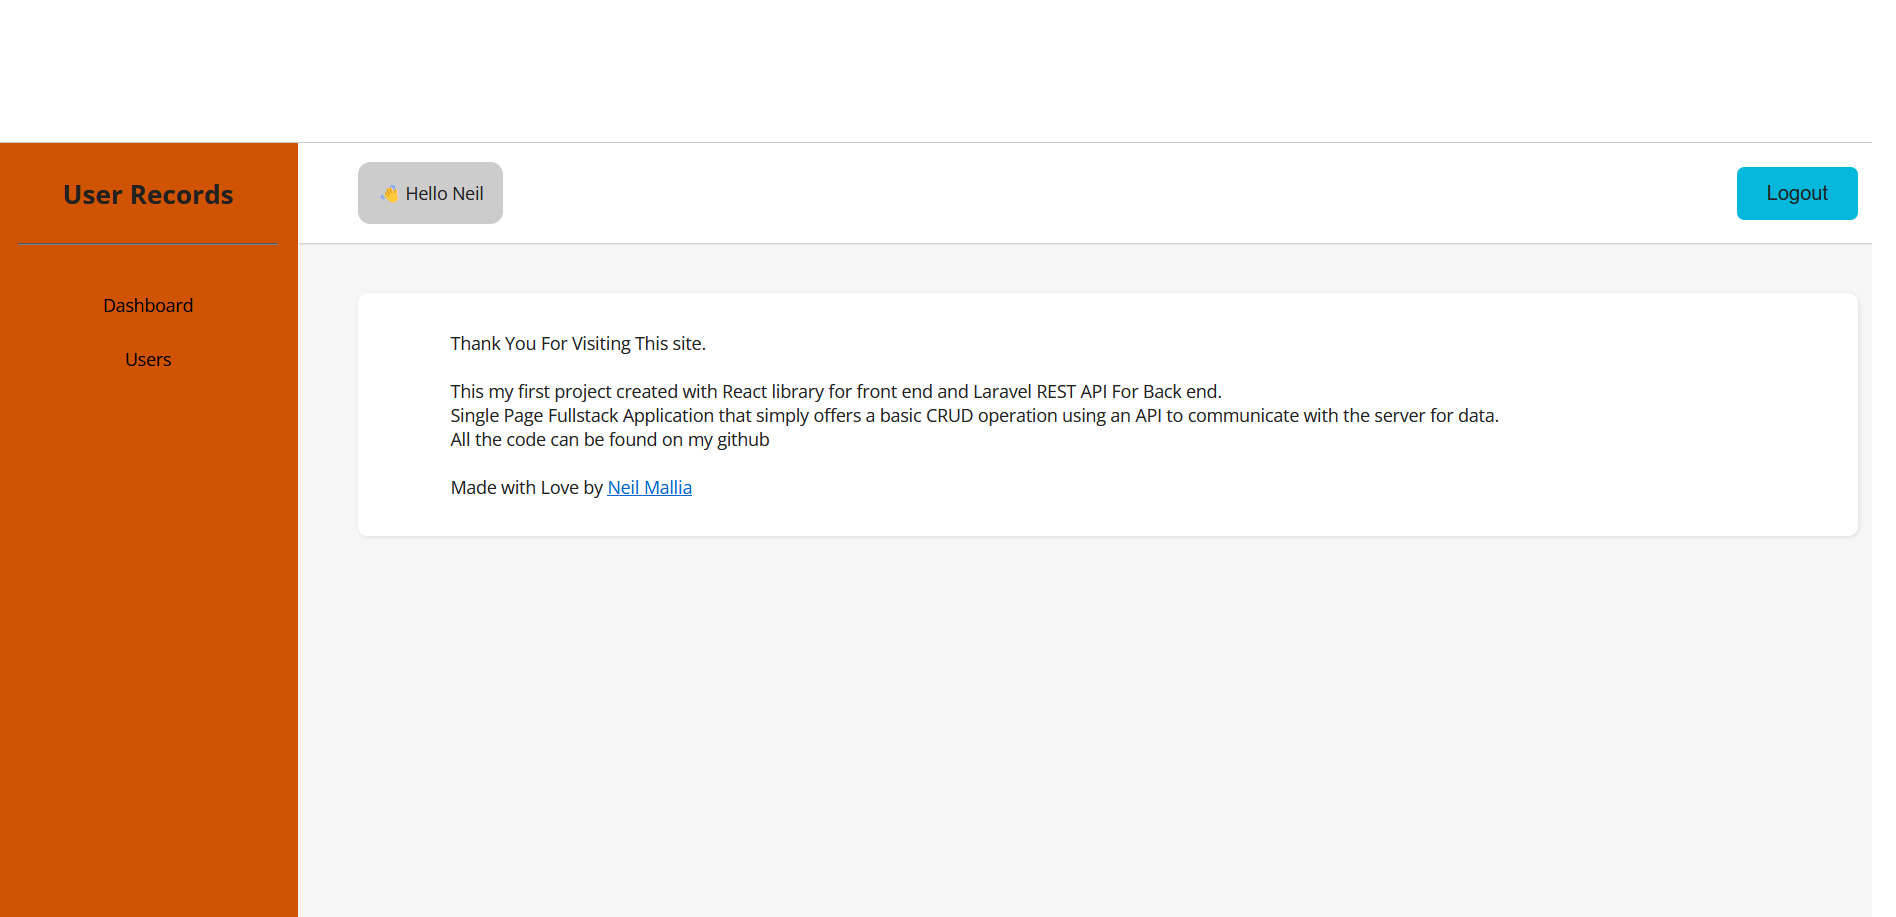 User Records
👋 Hello Neil
Logout
Dashboard
Users
Thank You For Visiting This site.
This my first project created with React library for front end and Laravel REST API For Back end.
Single Page Fullstack Application that simply offers a basic CRUD operation using an API to communicate with the server for data.
All the code can be found on my github
Made with Love by Neil Mallia